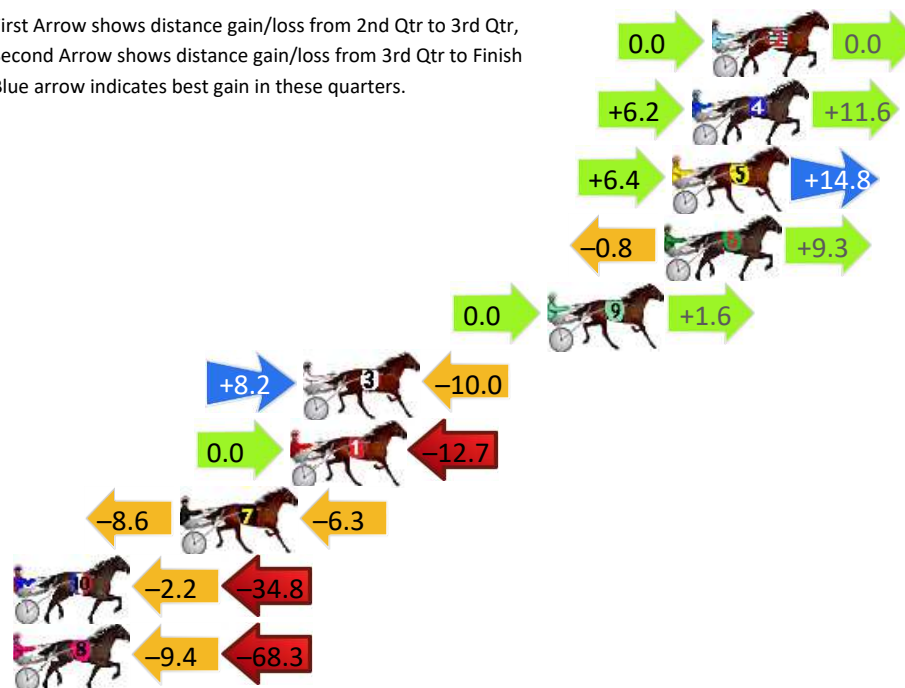 irst Arrow shows distance gain/loss from 2nd Qtr to 3rd Qtr,
econd Arrow shows distance gain/loss from 3rd Qtr to Finish
Blue arrow indicates best gain in these quarters.
0.0 2 0.0
+6.2 4 +11.6
+6.4 5 +14.8
–0.8 6 +9.3
0.0 9 +1.6
+8.2 3 –10.0
0.0 1 –12.7
–8.6 7 –6.3
10 –2.2 –34.8
8 –9.4 –68.3